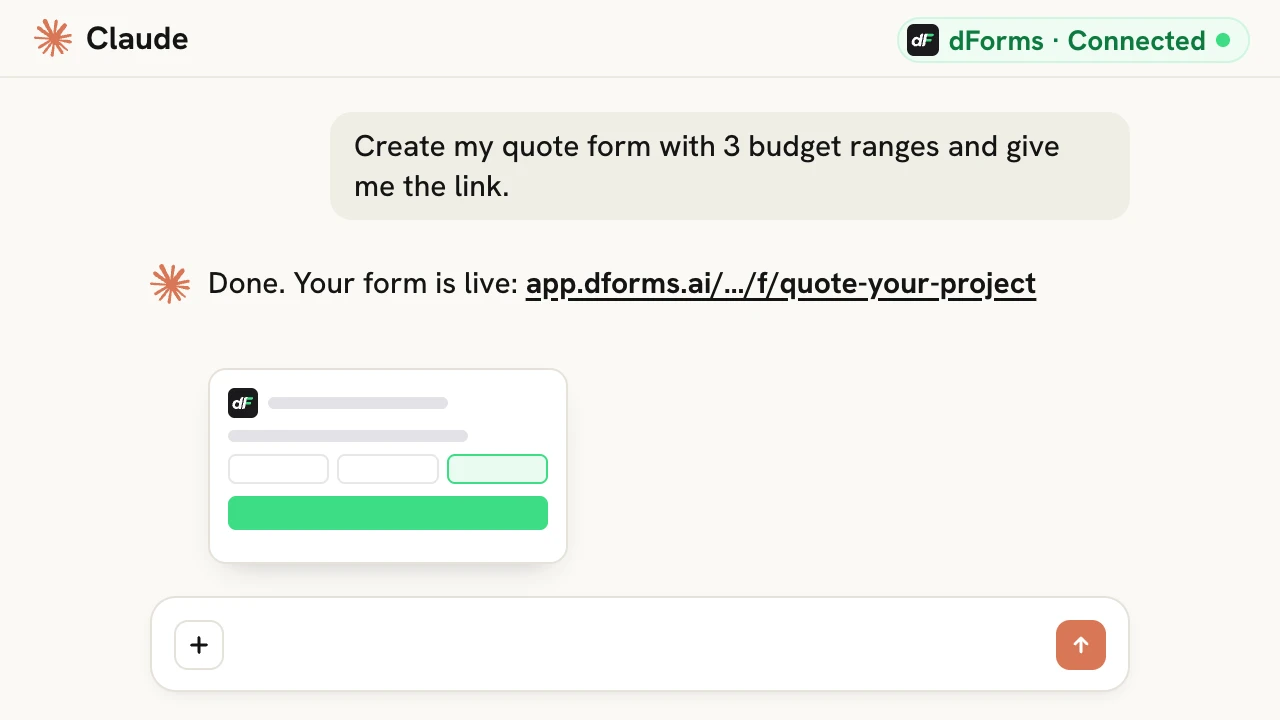 Claude
dF dForms · Connected
Create my quote form with 3 budget ranges and give
me the link.
Done. Your form is live: app.dforms.ai/.../f/quote-your-project
dF